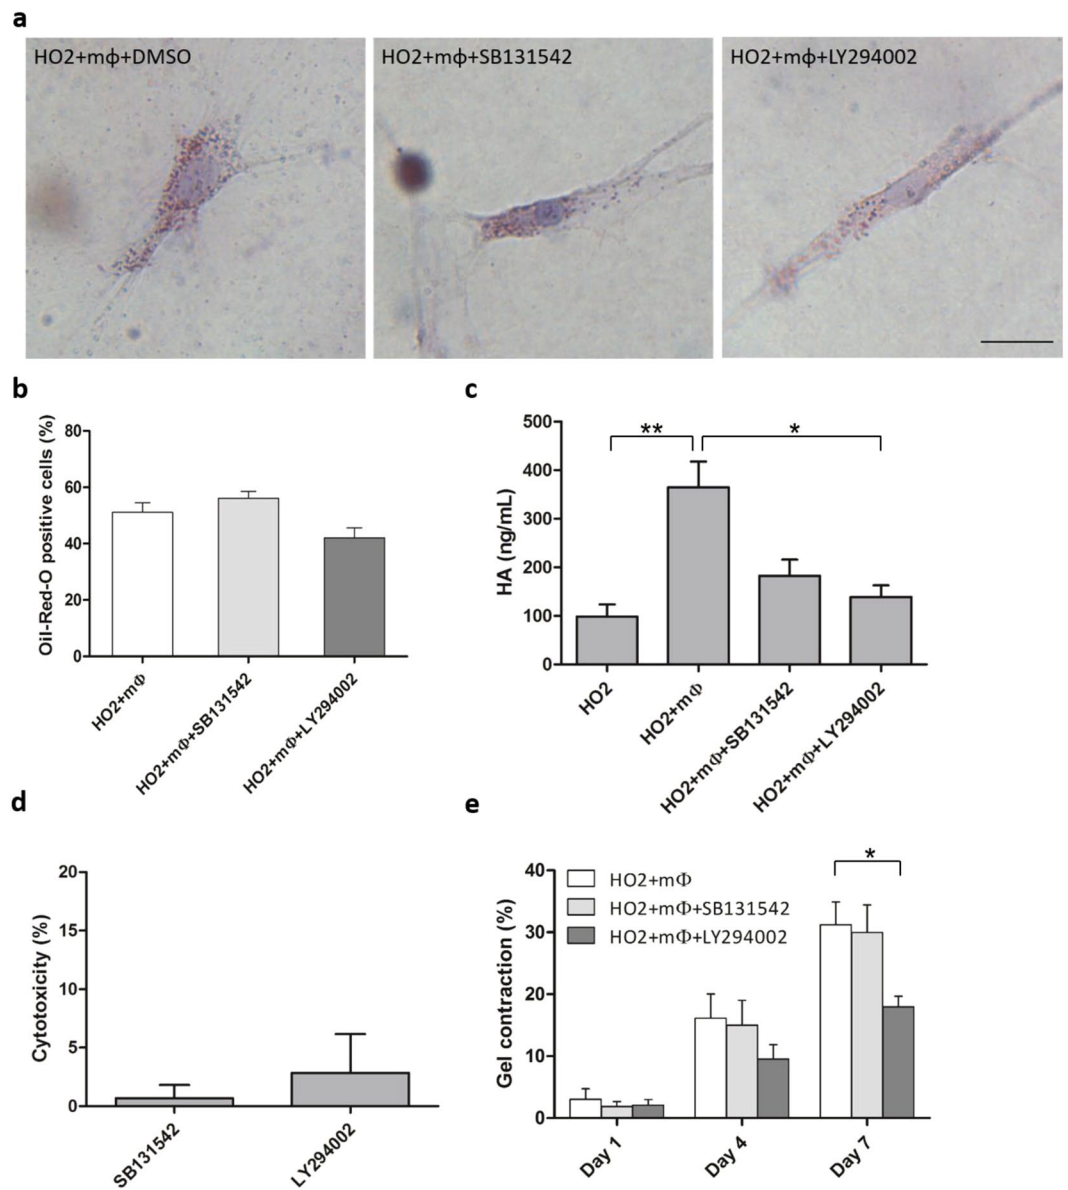 a
HO2+mϕ+DMSO
HO2+mϕ+SB131542
HO2+mϕ+LY294002
b
Oil-Red-O positive cells (%)
80
60
40
20
0
HO2+mΦ
HO2+mΦ+SB131542
HO2+mΦ+LY294002
c
HA (ng/mL)
500
400
300
200
100
0
**
*
HO2
HO2+mΦ
HO2+mΦ+SB131542
HO2+mΦ+LY294002
d
Cytotoxicity (%)
20
15
10
5
0
SB131542
LY294002
e
Gel contraction (%)
40
30
20
10
0
HO2+mΦ
HO2+mΦ+SB131542
HO2+mΦ+LY294002
*
Day 1
Day 4
Day 7